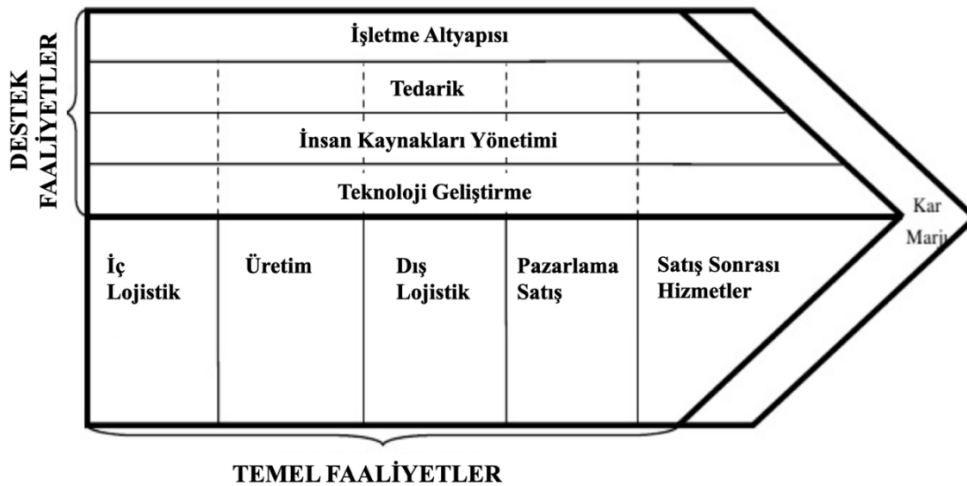 DESTEK
FAALİYETLER
İşletme Altyapısı
Tedarik
İnsan Kaynakları Yönetimi
Teknoloji Geliştirme
Kar
Marjı
İç
Lojistik
Üretim
Dış
Lojistik
Pazarlama
Satış
Satış Sonrası
Hizmetler
TEMEL FAALİYETLER